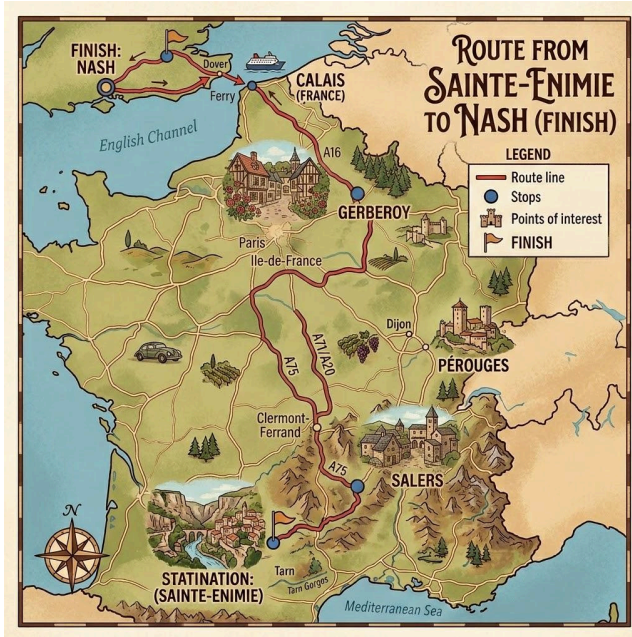 ROUTE FROM
SAINTE-ENIMIE
TO NASH (FINISH)
LEGEND
Route line
Stops
Points of interest
FINISH
FINISH:
NASH
Dover
Ferry
CALAIS
(FRANCE)
English Channel
A16
GERBEROY
Paris
Ile-de-France
Dijon
PÉROUGES
A75
A71/A20
Clermont-
Ferrand
A75
SALERS
N
STATINATION:
(SAINTE-ENIMIE)
Tarn
Tarn Gorgos
Mediterranean Sea